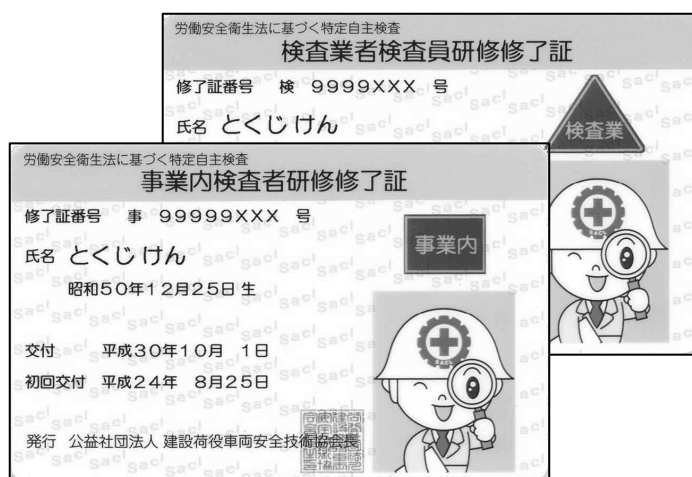 労働安全衛生法に基づく特定自主検査
検査業者検査員研修修了証
修了証番号 検 9999XXX 号
氏名 とくじ けん
検査業
労働安全衛生法に基づく特定自主検査
事業内検査者研修修了証
修了証番号 事 99999XXX 号
氏名 とくじ けん
事業内
昭和50年12月25日 生
交付 平成30年10月 1日
初回交付 平成24年 8月25日
発行 公益社団法人 建設荷役車両安全技術協会長
SACL
SACL